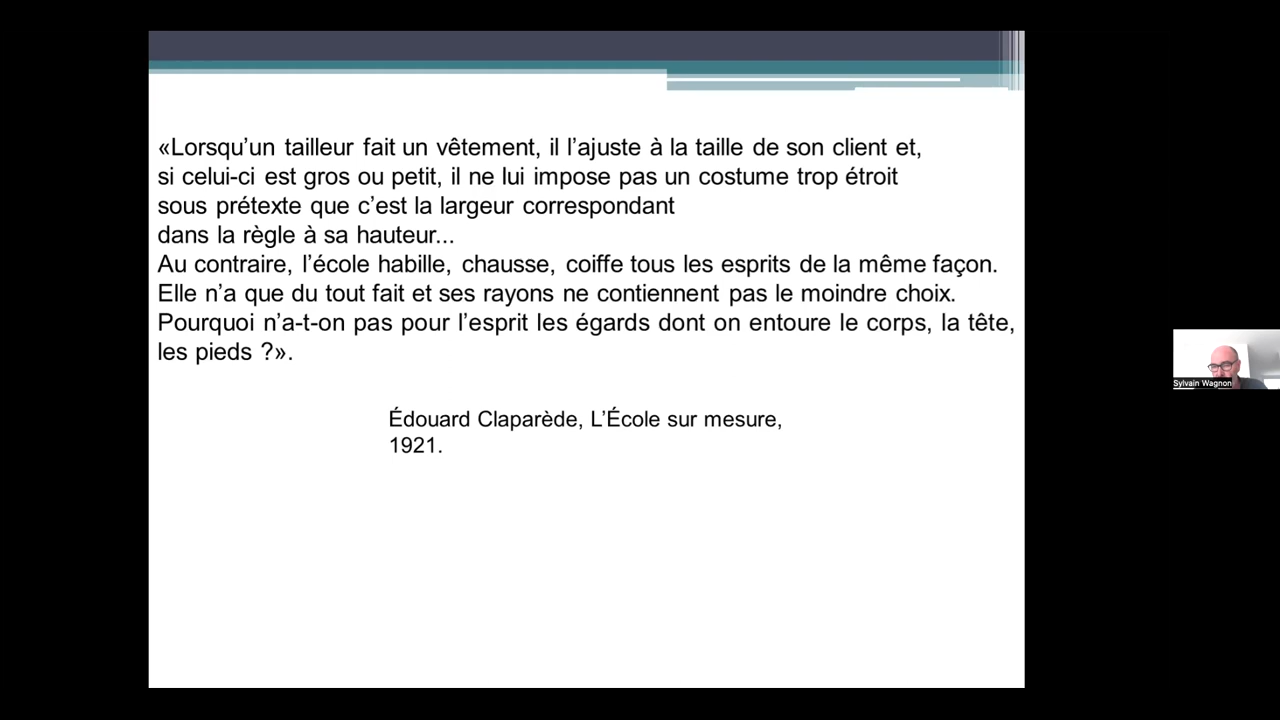 «Lorsqu’un tailleur fait un vêtement, il l’ajuste à la taille de son client et,
si celui-ci est gros ou petit, il ne lui impose pas un costume trop étroit
sous prétexte que c’est la largeur correspondant
dans la règle à sa hauteur...
Au contraire, l’école habille, chausse, coiffe tous les esprits de la même façon.
Elle n’a que du tout fait et ses rayons ne contiennent pas le moindre choix.
Pourquoi n’a-t-on pas pour l’esprit les égards dont on entoure le corps, la tête,
les pieds ?».
Édouard Claparède, L’École sur mesure,
1921.
Sylvain Wagnon